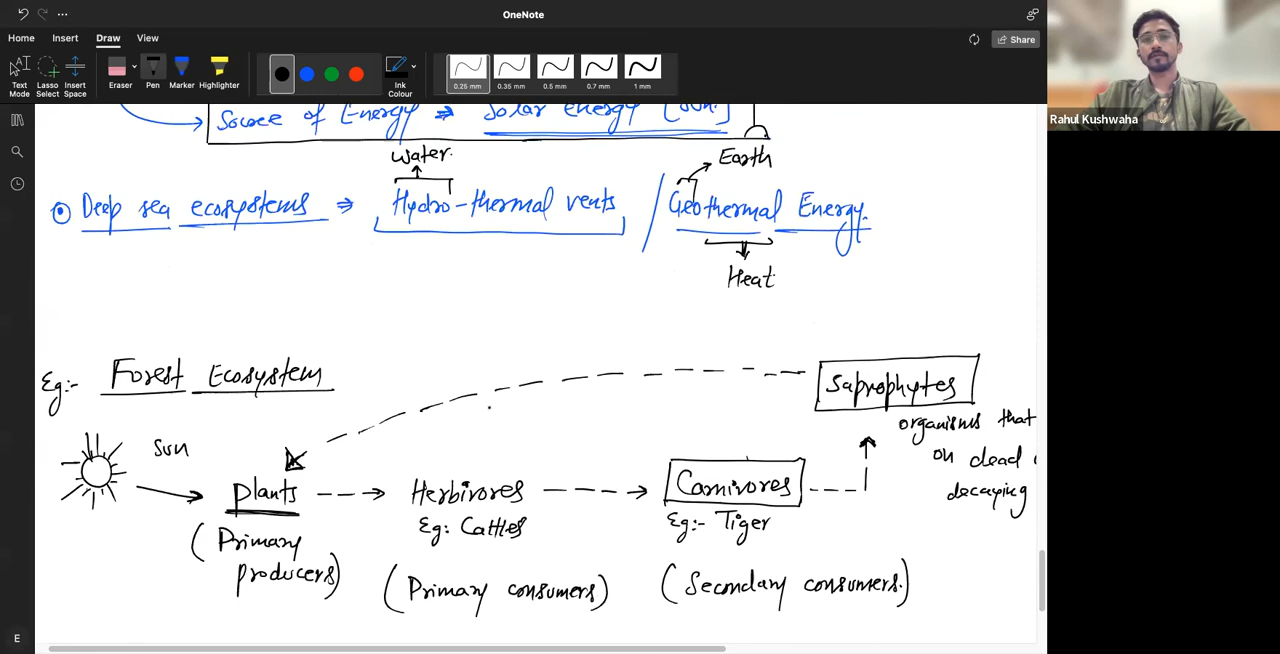 OneNote
Home Insert Draw View
Share
Text Mode
Lasso Select
Insert Space
Eraser
Pen
Marker
Highlighter
Ink Colour
0.25 mm
0.35 mm
0.5 mm
0.7 mm
1 mm
Rahul Kushwaha
Source of Energy ⇒ Solar energy [Sun]
Water.
Earth
Deep sea ecosystems ⇒ Hydro-thermal vents / Geothermal Energy.
Heat
Eg:- Forest Ecosystem
Saprophytes
organisms that
on dead
decaying
Sun
Plants --→ Herbivores --→ Carnivores
Eg: Cattles
Eg:- Tiger
(Primary producers)
(Primary consumers)
(Secondary consumers.)
E